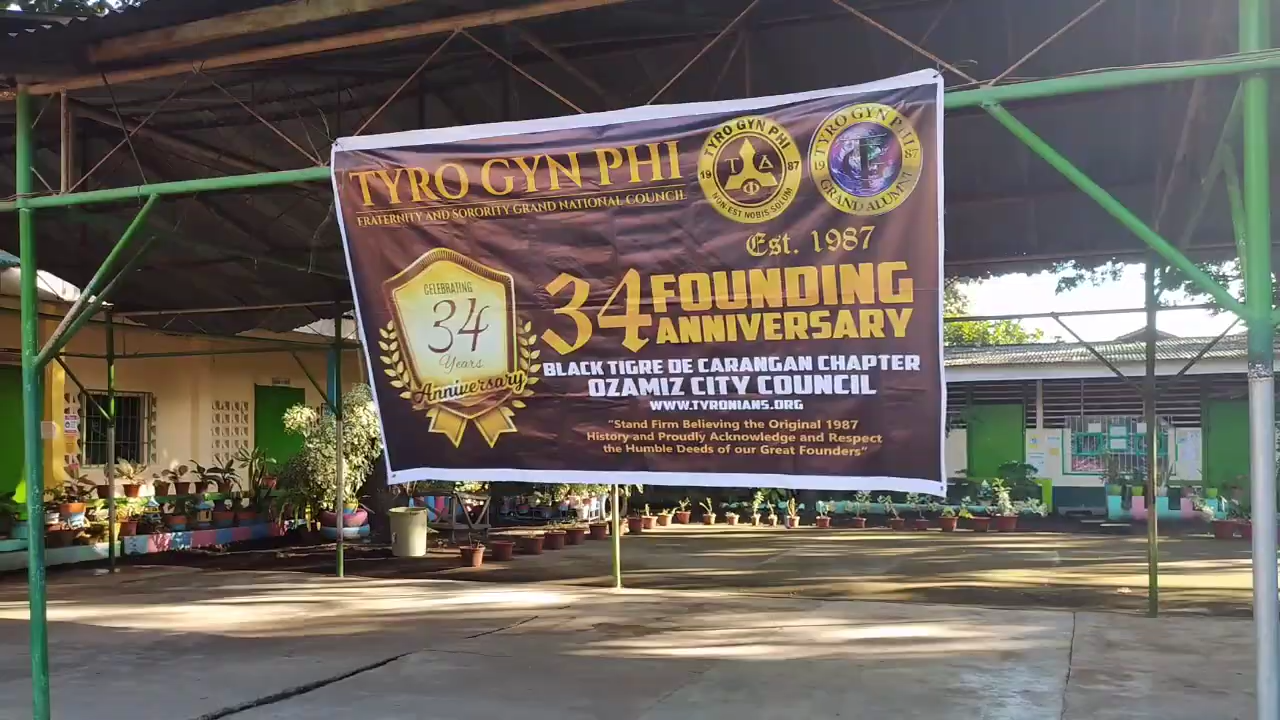 TYRO GYN PHI
FRATERNITY AND SORORITY GRAND NATIONAL COUNCIL
TYRO GYN PHI
19 87
T Δ
Φ
NON EST NOBIS SOLUM
TYRO GYN PHI
19 87
GRAND ALUMNI
Est. 1987
CELEBRATING
34
Years
Anniversary
34 FOUNDING
ANNIVERSARY
BLACK TIGRE DE CARANGAN CHAPTER
OZAMIZ CITY COUNCIL
WWW.TYRONIANS.ORG
"Stand Firm Believing the Original 1987
History and Proudly Acknowledge and Respect
the Humble Deeds of our Great Founders"